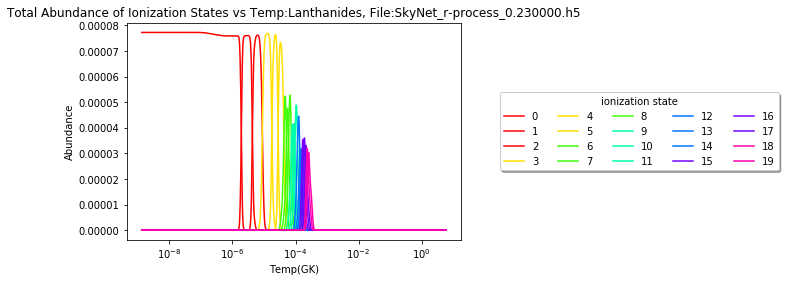 Total Abundance of Ionization States vs Temp:Lanthanides, File:SkyNet_r-process_0.230000.h5
0.00008
0.00007
0.00006
0.00005
0.00004
0.00003
0.00002
0.00001
0.00000
Abundance
10⁻⁸ 10⁻⁶ 10⁻⁴ 10⁻² 10⁰
Temp(GK)
ionization state
0 4 8 12 16
1 5 9 13 17
2 6 10 14 18
3 7 11 15 19